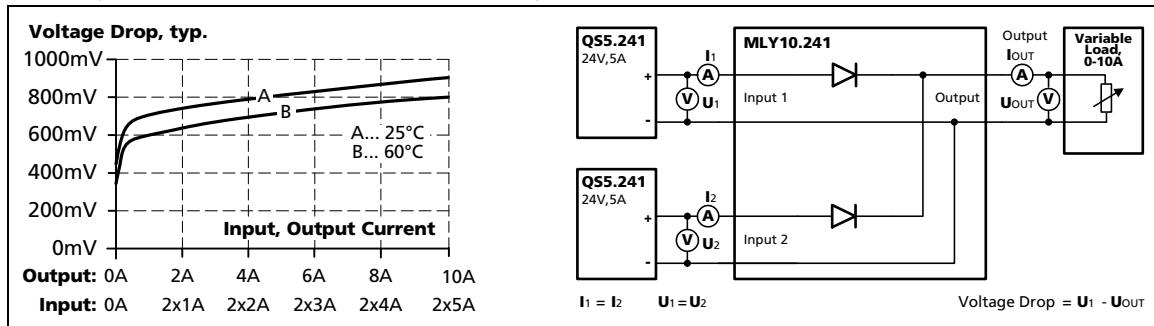 Voltage Drop, typ.
1000mV
800mV
600mV
400mV
200mV
0mV
A
B
A... 25°C
B... 60°C
Input, Output Current
Output: 0A 2A 4A 6A 8A 10A
Input: 0A 2x1A 2x2A 2x3A 2x4A 2x5A
QS5.241
24V,5A
+
-
I1
A
V U1
MLY10.241
Input 1
Output
Output
IOUT
A
UOUT V
Variable
Load,
0-10A
QS5.241
24V,5A
+
-
I2
A
V U2
Input 2
I1 = I2 U1=U2
Voltage Drop = U1 - UOUT